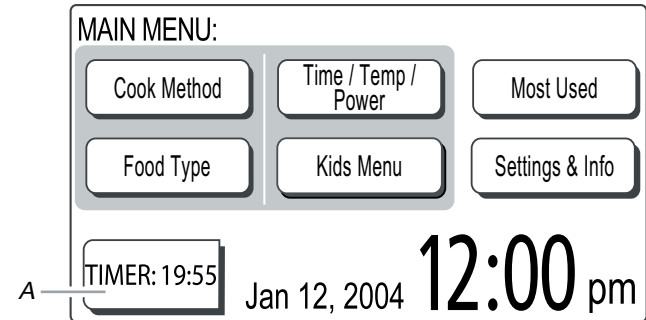 MAIN MENU:
Cook Method
Time / Temp /
Power
Most Used
Food Type
Kids Menu
Settings & Info
A
TIMER: 19:55
Jan 12, 2004
12:00 pm